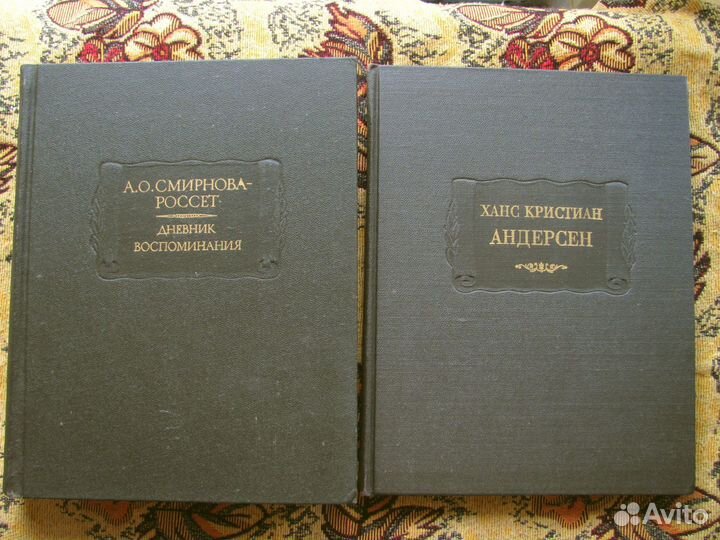 А.О.СМИРНОВА-
РОССЕТ
ДНЕВНИК
ВОСПОМИНАНИЯ
ХАНС КРИСТИАН
АНДЕРСЕН
Avito